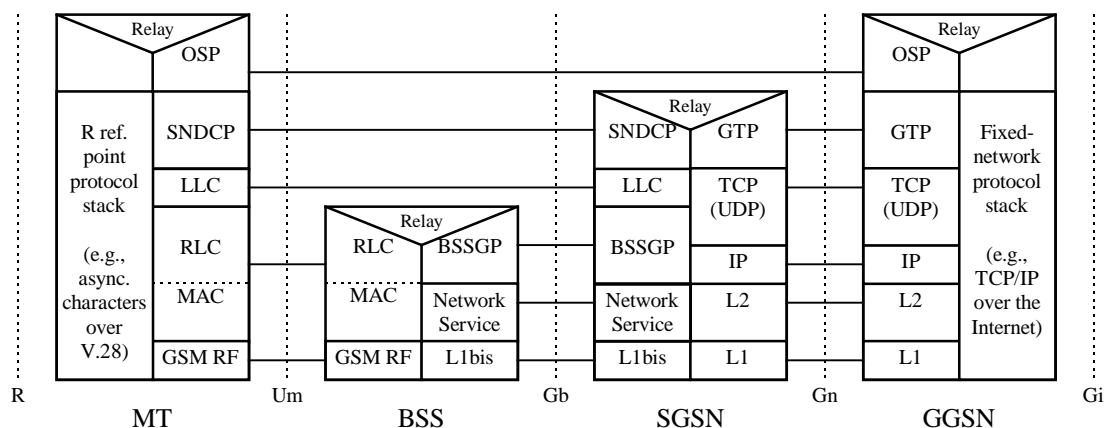 Relay
OSP
R ref.
point
protocol
stack
(e.g.,
async.
characters
over
V.28)
SNDCP
LLC
RLC
MAC
GSM RF
Relay
RLC
MAC
GSM RF
BSSGP
Network
Service
L1bis
Relay
SNDCP
LLC
BSSGP
Network
Service
L1bis
GTP
TCP
(UDP)
IP
L2
L1
Relay
OSP
GTP
TCP
(UDP)
IP
L2
L1
Fixed-
network
protocol
stack
(e.g.,
TCP/IP
over the
Internet)
R
Um
Gb
Gn
Gi
MT
BSS
SGSN
GGSN